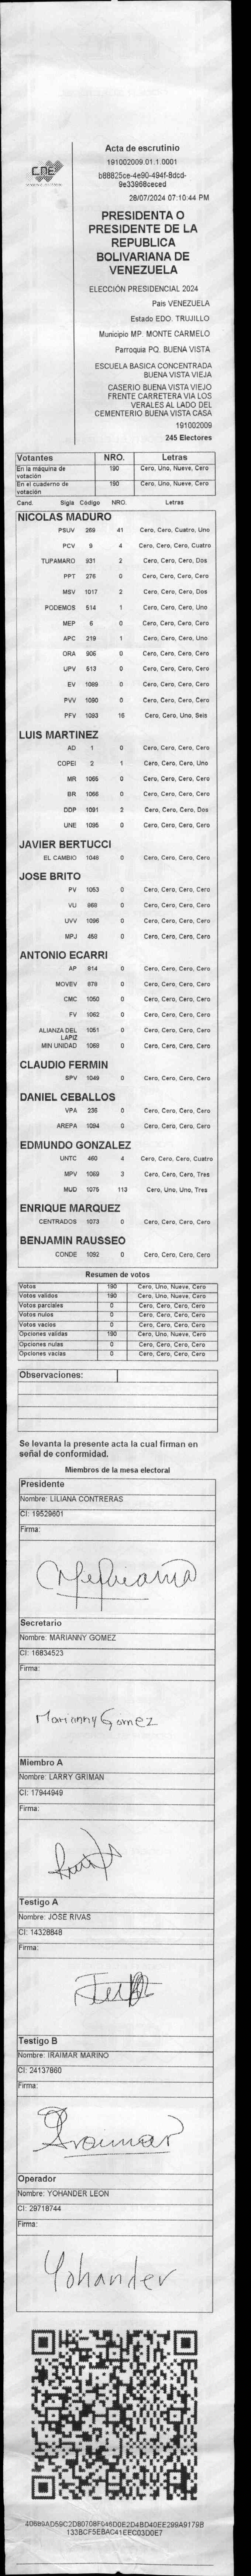 CNE
Acta de escrutinio
191002009.01.1.0001
b88825ce-4e90-494f-8dcd-
9e33968ceced
28/07/2024 07:10:44 PM
PRESIDENTA O
PRESIDENTE DE LA
REPUBLICA
BOLIVARIANA DE
VENEZUELA
ELECCIÓN PRESIDENCIAL 2024
Pais VENEZUELA
Estado EDO. TRUJILLO
Municipio MP. MONTE CARMELO
Parroquia PQ. BUENA VISTA
ESCUELA BASICA CONCENTRADA
BUENA VISTA VIEJA
CASERIO BUENA VISTA VIEJO
FRENTE CARRETERA VIA LOS
VERALES AL LADO DEL
CEMENTERIO BUENA VISTA CASA
191002009
245 Electores
Votantes NRO. Letras
En la máquina de votación 190 Cero, Uno, Nueve, Cero
En el cuaderno de votación 190 Cero, Uno, Nueve, Cero
Cand. Sigla Código NRO. Letras
NICOLAS MADURO
PSUV 269 41 Cero, Cero, Cuatro, Uno
PCV 9 4 Cero, Cero, Cero, Cuatro
TUPAMARO 931 2 Cero, Cero, Cero, Dos
PPT 276 0 Cero, Cero, Cero, Cero
MSV 1017 2 Cero, Cero, Cero, Dos
PODEMOS 514 1 Cero, Cero, Cero, Uno
MEP 6 0 Cero, Cero, Cero, Cero
APC 219 1 Cero, Cero, Cero, Uno
ORA 906 0 Cero, Cero, Cero, Cero
UPV 513 0 Cero, Cero, Cero, Cero
EV 1089 0 Cero, Cero, Cero, Cero
PVV 1090 0 Cero, Cero, Cero, Cero
PFV 1093 16 Cero, Cero, Uno, Seis
LUIS MARTINEZ
AD 1 0 Cero, Cero, Cero, Cero
COPEI 2 1 Cero, Cero, Cero, Uno
MR 1065 0 Cero, Cero, Cero, Cero
BR 1066 0 Cero, Cero, Cero, Cero
DDP 1091 2 Cero, Cero, Cero, Dos
UNE 1095 0 Cero, Cero, Cero, Cero
JAVIER BERTUCCI
EL CAMBIO 1048 0 Cero, Cero, Cero, Cero
JOSE BRITO
PV 1053 0 Cero, Cero, Cero, Cero
VU 968 0 Cero, Cero, Cero, Cero
UVV 1096 0 Cero, Cero, Cero, Cero
MPJ 458 0 Cero, Cero, Cero, Cero
ANTONIO ECARRI
AP 914 0 Cero, Cero, Cero, Cero
MOVEV 979 0 Cero, Cero, Cero, Cero
CMC 1050 0 Cero, Cero, Cero, Cero
FV 1062 0 Cero, Cero, Cero, Cero
ALIANZA DEL LAPIZ 1051 0 Cero, Cero, Cero, Cero
MIN UNIDAD 1068 0 Cero, Cero, Cero, Cero
CLAUDIO FERMIN
SPV 1049 0 Cero, Cero, Cero, Cero
DANIEL CEBALLOS
VPA 236 0 Cero, Cero, Cero, Cero
AREPA 1094 0 Cero, Cero, Cero, Cero
EDMUNDO GONZALEZ
UNTC 460 4 Cero, Cero, Cero, Cuatro
MPV 1069 3 Cero, Cero, Cero, Tres
MUD 1075 113 Cero, Uno, Uno, Tres
ENRIQUE MARQUEZ
CENTRADOS 1073 0 Cero, Cero, Cero, Cero
BENJAMIN RAUSSEO
CONDE 1092 0 Cero, Cero, Cero, Cero
Resumen de votos
Votos 190 Cero, Uno, Nueve, Cero
Votos validos 190 Cero, Uno, Nueve, Cero
Votos parciales 0 Cero, Cero, Cero, Cero
Votos nulos 0 Cero, Cero, Cero, Cero
Votos vacios 0 Cero, Cero, Cero, Cero
Opciones validas 190 Cero, Uno, Nueve, Cero
Opciones nulas 0 Cero, Cero, Cero, Cero
Opciones vacias 0 Cero, Cero, Cero, Cero
Observaciones:
Se levanta la presente acta la cual firman en
señal de conformidad.
Miembros de la mesa electoral
Presidente
Nombre: LILIANA CONTRERAS
CI: 19529601
Firma:
Secretario
Nombre: MARIANNY GOMEZ
CI: 16834523
Firma:
Marianny Gomez
Miembro A
Nombre: LARRY GRIMAN
CI: 17944949
Firma:
Testigo A
Nombre: JOSE RIVAS
CI: 14328848
Firma:
Testigo B
Nombre: IRAIMAR MARINO
CI: 24137860
Firma:
Iraimar
Operador
Nombre: YOHANDER LEON
CI: 29718744
Firma:
Yohander